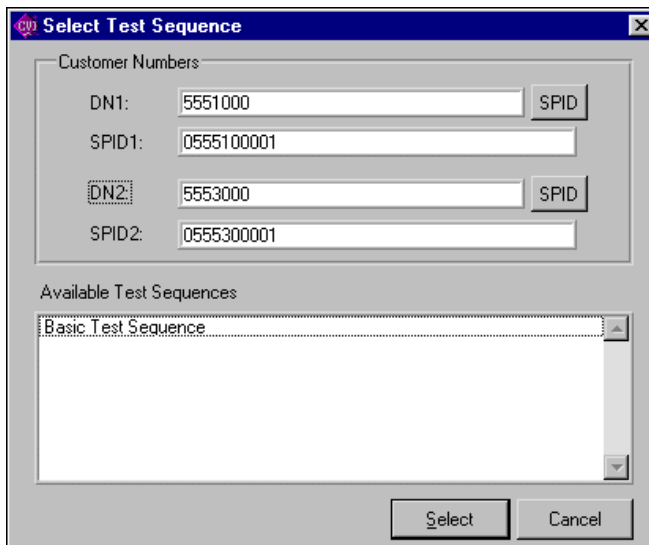 CVI Select Test Sequence
Customer Numbers
DN1: 5551000 SPID
SPID1: 0555100001
DN2: 5553000 SPID
SPID2: 0555300001
Available Test Sequences
Basic Test Sequence
Select Cancel